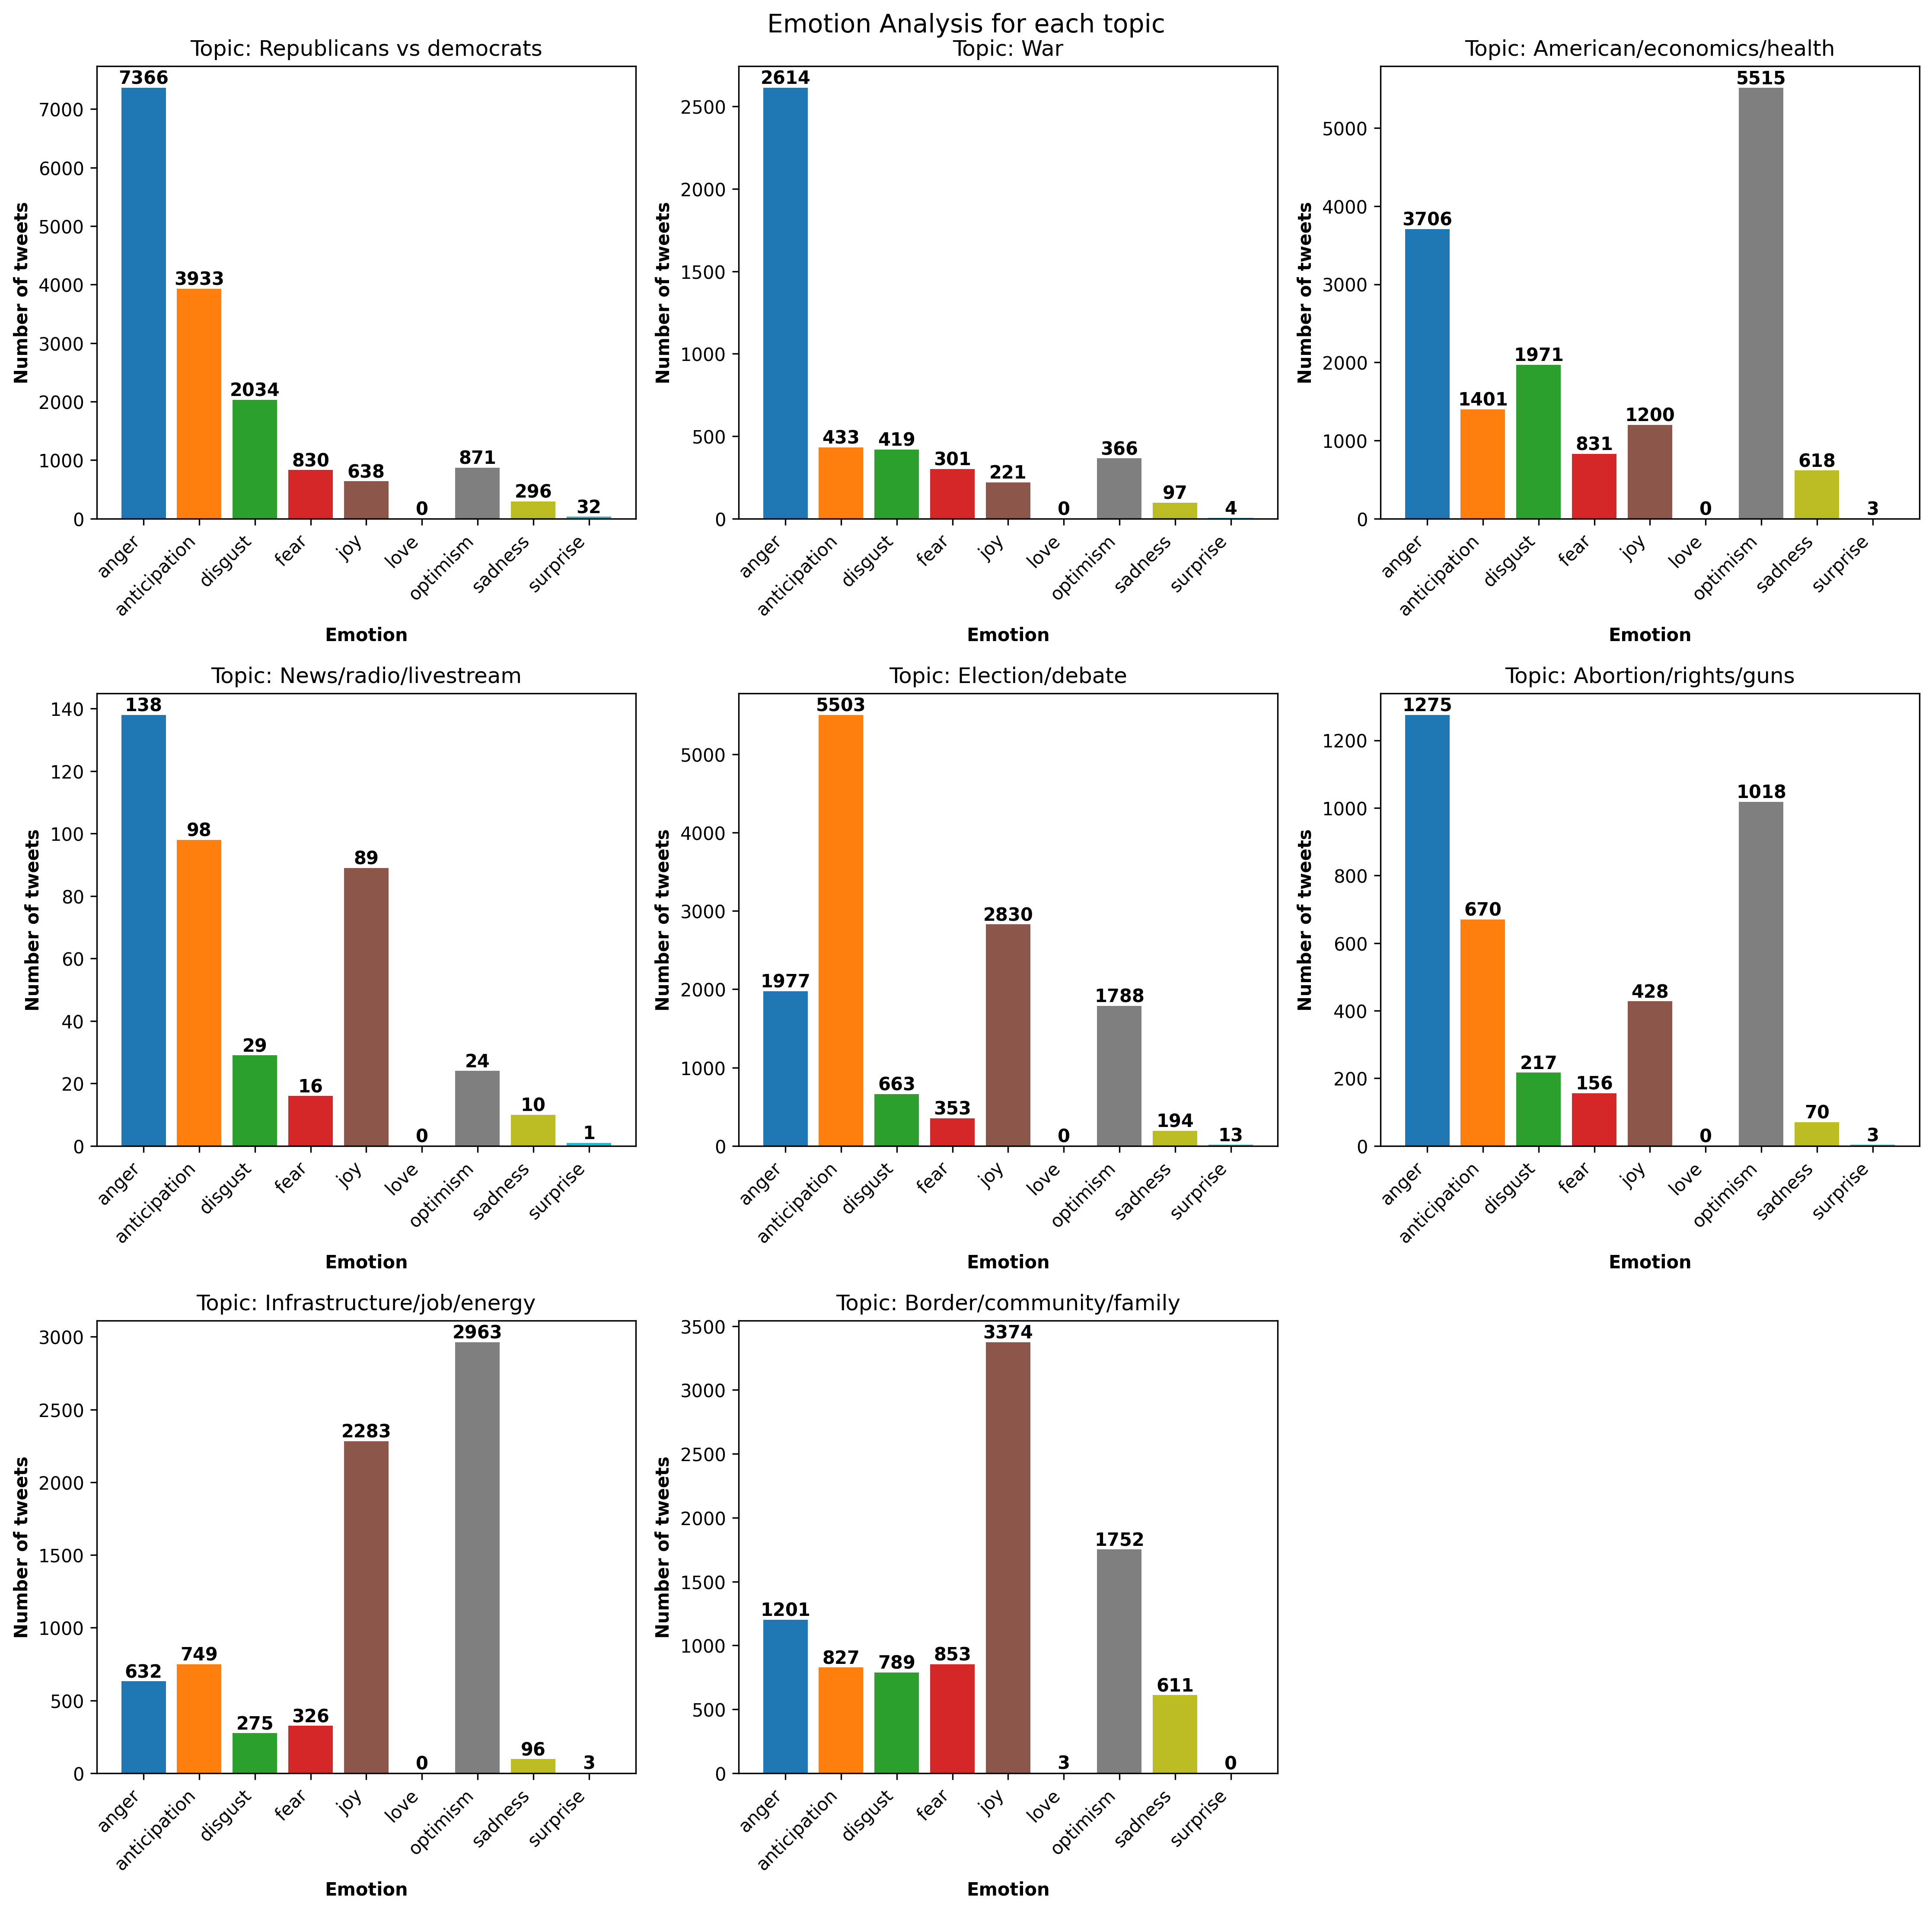 Emotion Analysis for each topic
Topic: Republicans vs democrats
Number of tweets
7000
6000
5000
4000
3000
2000
1000
0
7366
3933
2034
830
638
0
871
296
32
anger
anticipation
disgust
fear
joy
love
optimism
sadness
surprise
Emotion
Topic: War
Number of tweets
2500
2000
1500
1000
500
0
2614
433
419
301
221
0
366
97
4
anger
anticipation
disgust
fear
joy
love
optimism
sadness
surprise
Emotion
Topic: American/economics/health
Number of tweets
5000
4000
3000
2000
1000
0
3706
1401
1971
831
1200
0
5515
618
3
anger
anticipation
disgust
fear
joy
love
optimism
sadness
surprise
Emotion
Topic: News/radio/livestream
Number of tweets
140
120
100
80
60
40
20
0
138
98
29
16
89
0
24
10
1
anger
anticipation
disgust
fear
joy
love
optimism
sadness
surprise
Emotion
Topic: Election/debate
Number of tweets
5000
4000
3000
2000
1000
0
1977
5503
663
353
2830
0
1788
194
13
anger
anticipation
disgust
fear
joy
love
optimism
sadness
surprise
Emotion
Topic: Abortion/rights/guns
Number of tweets
1200
1000
800
600
400
200
0
1275
670
217
156
428
0
1018
70
3
anger
anticipation
disgust
fear
joy
love
optimism
sadness
surprise
Emotion
Topic: Infrastructure/job/energy
Number of tweets
3000
2500
2000
1500
1000
500
0
632
749
275
326
2283
0
2963
96
3
anger
anticipation
disgust
fear
joy
love
optimism
sadness
surprise
Emotion
Topic: Border/community/family
Number of tweets
3500
3000
2500
2000
1500
1000
500
0
1201
827
789
853
3374
3
1752
611
0
anger
anticipation
disgust
fear
joy
love
optimism
sadness
surprise
Emotion